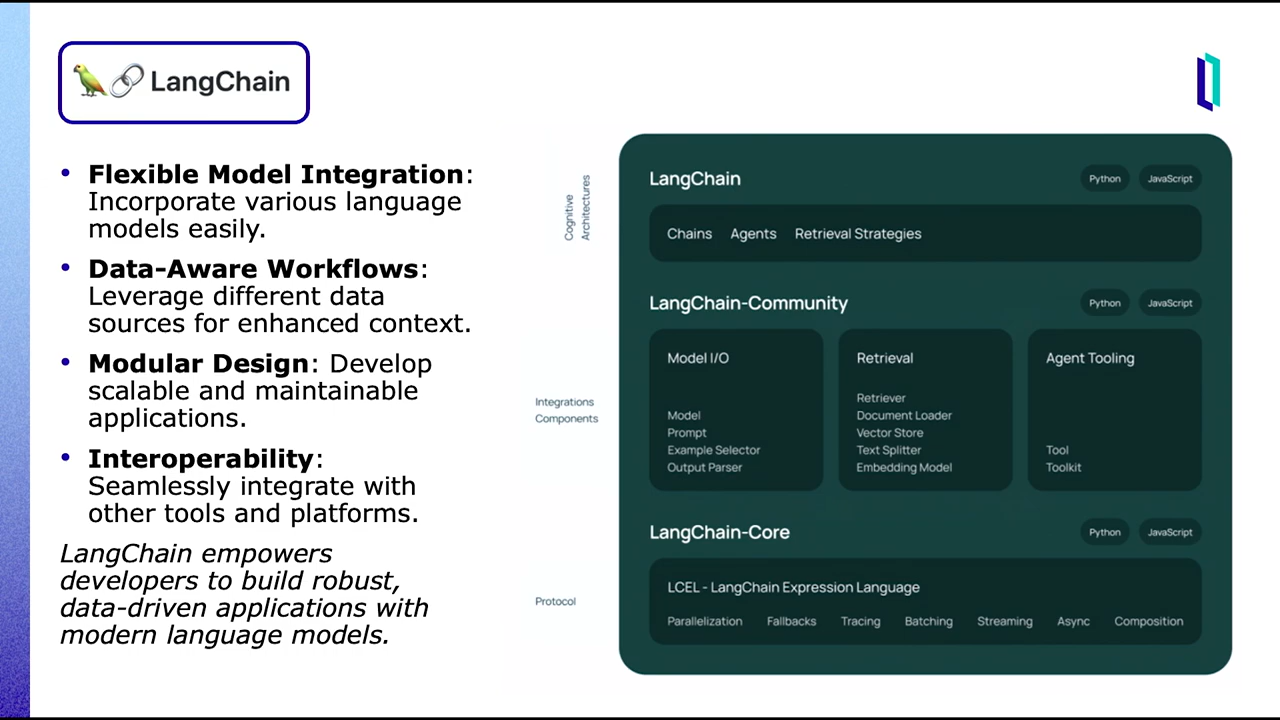 LangChain
• Flexible Model Integration:
Incorporate various language
models easily.
• Data-Aware Workflows:
Leverage different data
sources for enhanced context.
• Modular Design: Develop
scalable and maintainable
applications.
• Interoperability:
Seamlessly integrate with
other tools and platforms.
LangChain empowers
developers to build robust,
data-driven applications with
modern language models.
Cognitive
Architectures
LangChain Python JavaScript
Chains Agents Retrieval Strategies
Integrations
Components
LangChain-Community Python JavaScript
Model I/O
Model
Prompt
Example Selector
Output Parser
Retrieval
Retriever
Document Loader
Vector Store
Text Splitter
Embedding Model
Agent Tooling
Tool
Toolkit
Protocol
LangChain-Core Python JavaScript
LCEL - LangChain Expression Language
Parallelization Fallbacks Tracing Batching Streaming Async Composition